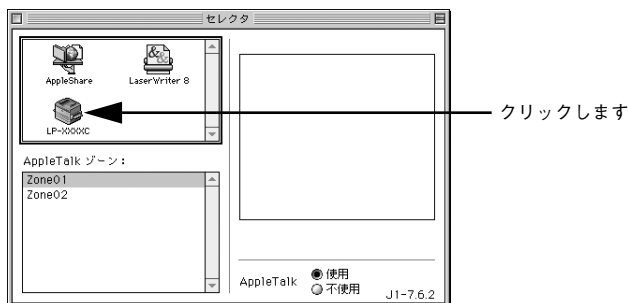 セレクタ
AppleShare
LaserWriter 8
LP-XXXXC
クリックします
AppleTalk ゾーン：
Zone01
Zone02
AppleTalk
使用
不使用
J1-7.6.2